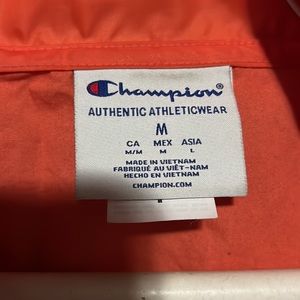 Champion
AUTHENTIC ATHLETICWEAR
M
CA MEX ASIA
M/M M L
MADE IN VIETNAM
FABRIQUÉ AU VIÊT-NAM
HECHO EN VIETNAM
CHAMPION.COM